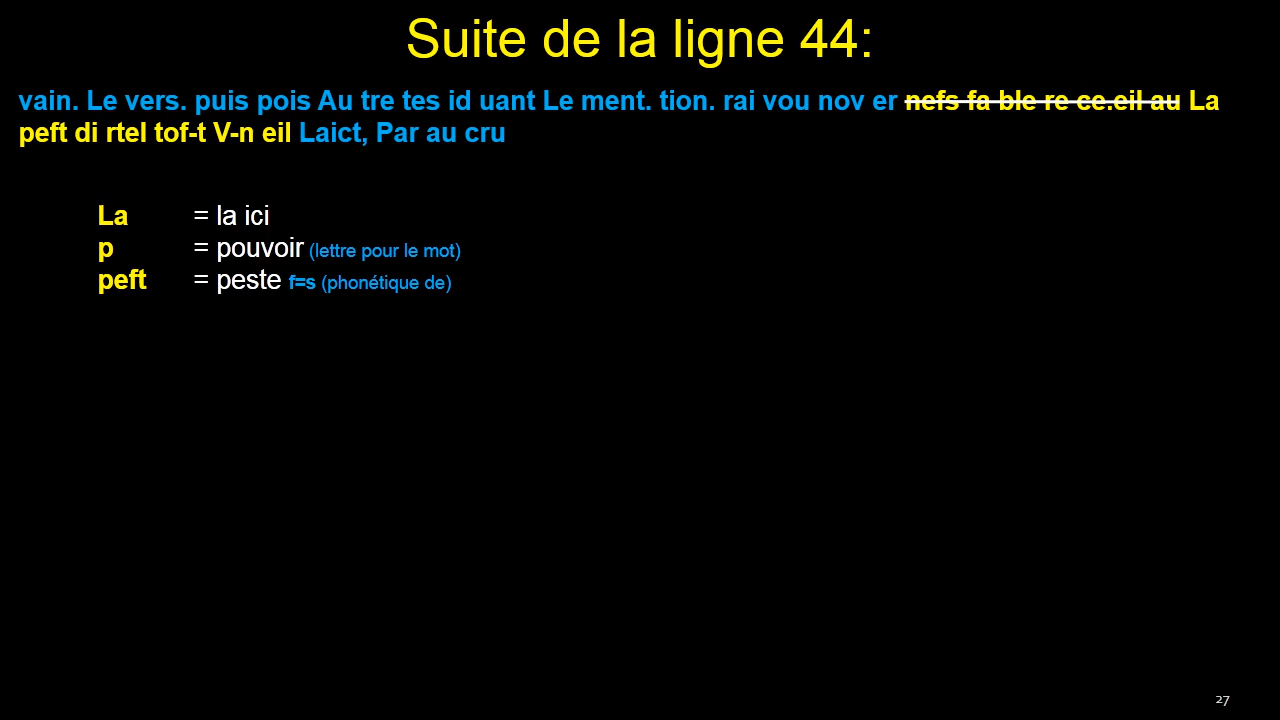 Suite de la ligne 44:
vain. Le vers. puis pois Au tre tes id uant Le ment. tion. rai vou nov er nefs fa ble re ce.eil au La
peft di rtel tof-t V-n eil Laict, Par au cru
La = la ici
p = pouvoir (lettre pour le mot)
peft = peste f=s (phonétique de)
27